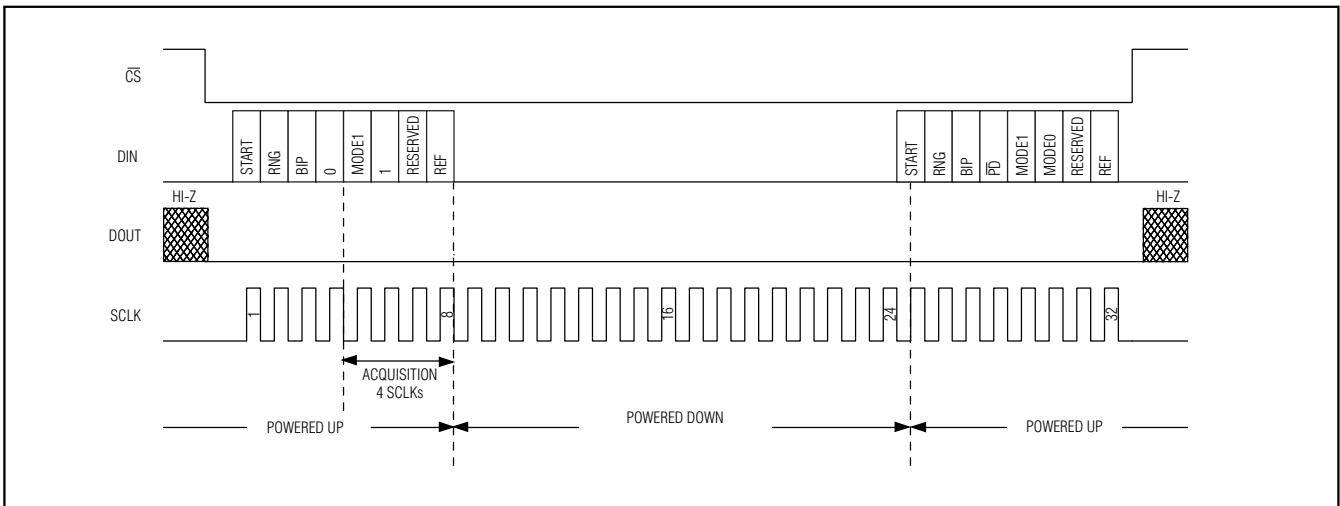 CS
DIN
START
RNG
BIP
0
MODE1
1
RESERVED
REF
START
RNG
BIP
PD
MODE1
MODE0
RESERVED
REF
HI-Z
HI-Z
DOUT
SCLK
1
8
16
24
32
ACQUISITION
4 SCLKs
POWERED UP
POWERED DOWN
POWERED UP